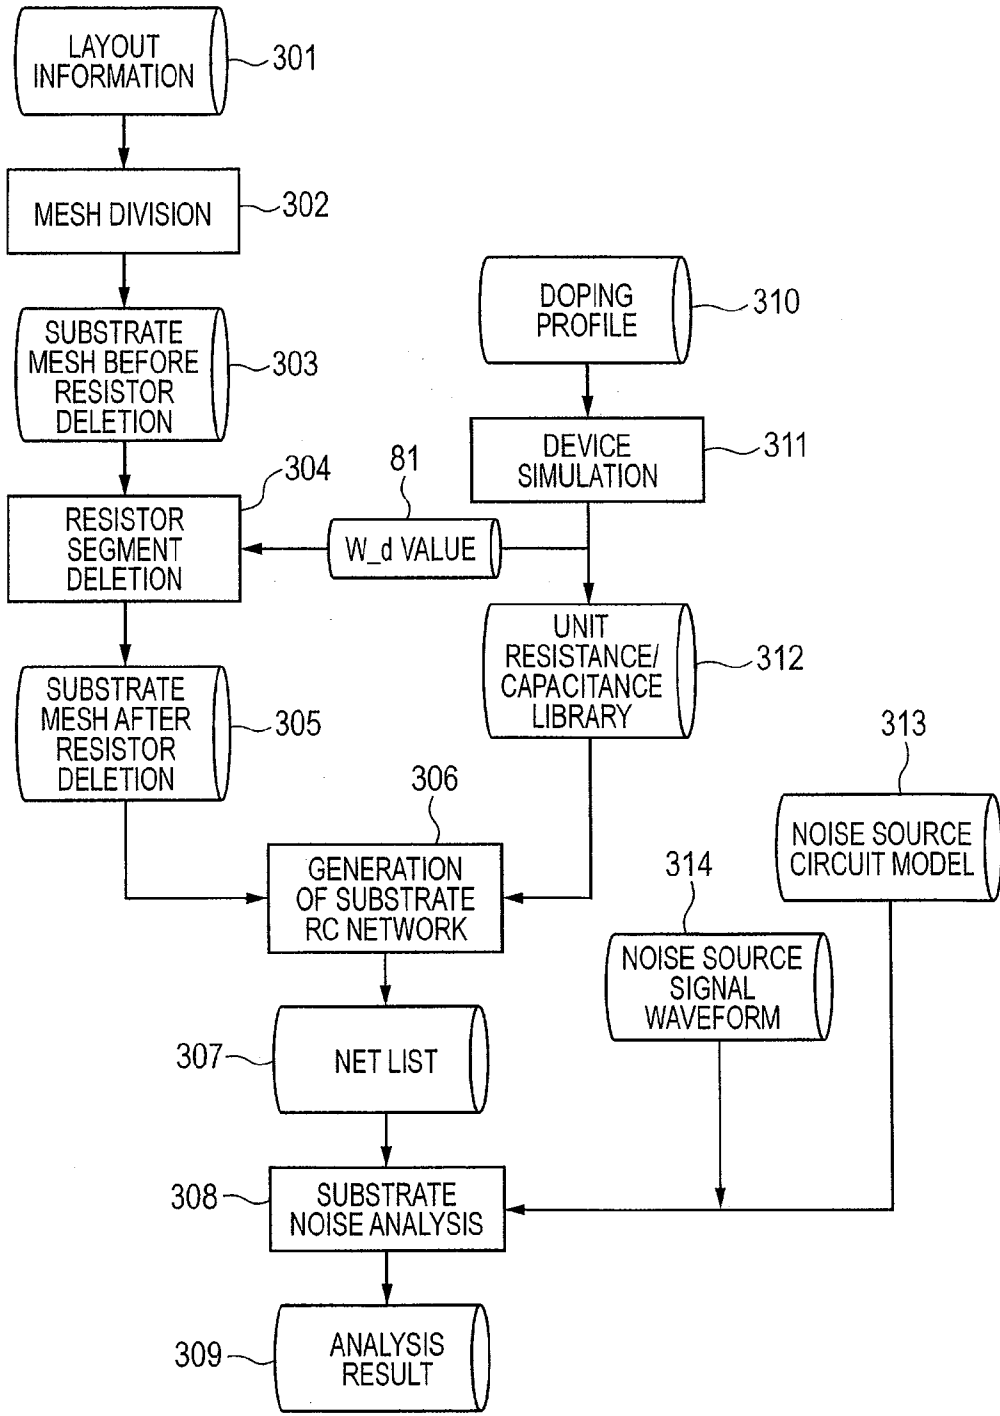 LAYOUT
INFORMATION
301
MESH DIVISION
302
SUBSTRATE
MESH BEFORE
RESISTOR
DELETION
303
DOPING
PROFILE
310
DEVICE
SIMULATION
311
RESISTOR
SEGMENT
DELETION
304
81
W_d VALUE
UNIT
RESISTANCE/
CAPACITANCE
LIBRARY
312
SUBSTRATE
MESH AFTER
RESISTOR
DELETION
305
306
GENERATION
OF SUBSTRATE
RC NETWORK
313
NOISE SOURCE
CIRCUIT MODEL
314
NOISE SOURCE
SIGNAL
WAVEFORM
307
NET LIST
308
SUBSTRATE
NOISE ANALYSIS
309
ANALYSIS
RESULT